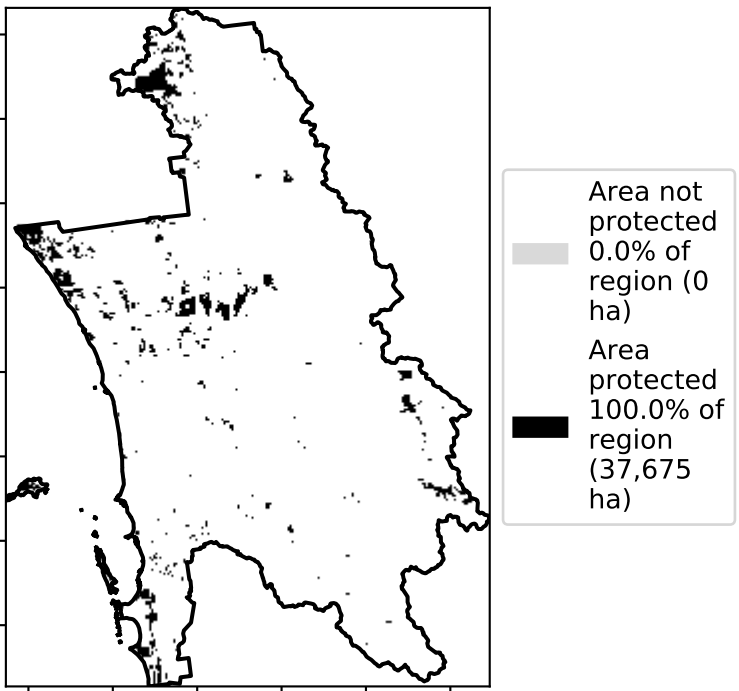 Area not
protected
0.0% of
region (0
ha)
Area
protected
100.0% of
region
(37,675
ha)